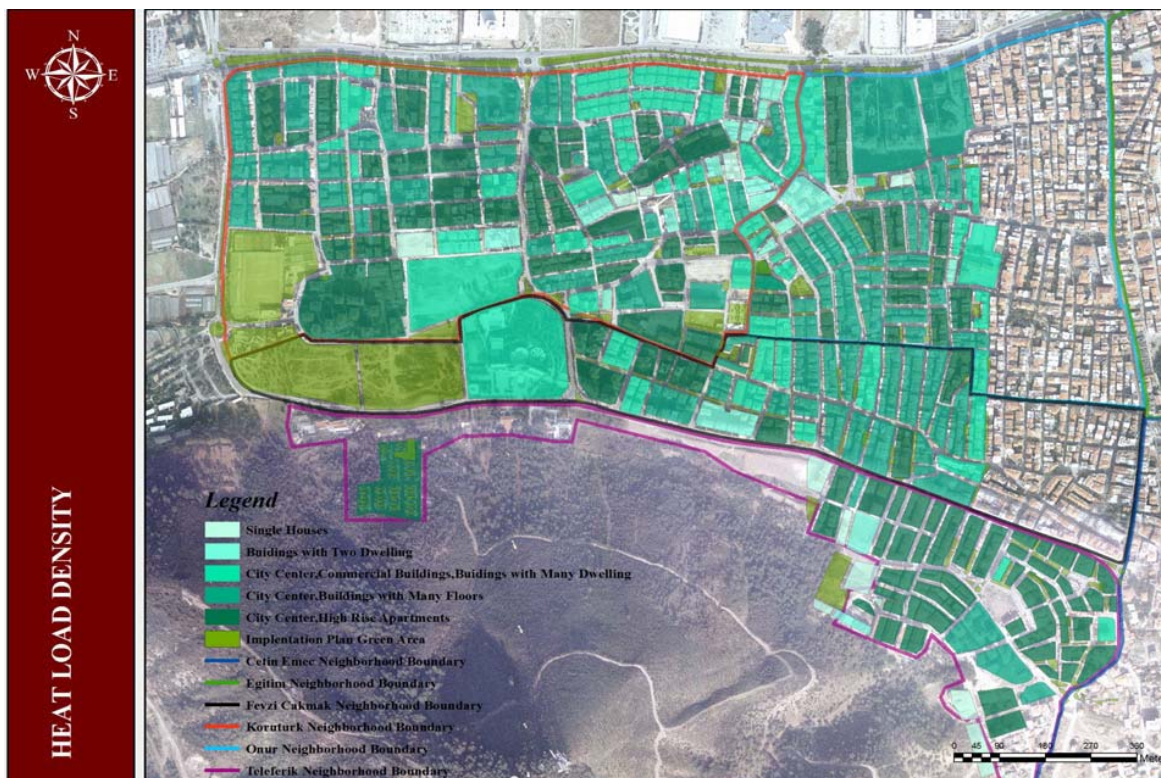 N
W E
S
HEAT LOAD DENSITY
Legend
Single Houses
Buidings with Two Dwelling
City Center,Commercial Buildings,Buidings with Many Dwelling
City Center,Buildings with Many Floors
City Center,High Rise Apartments
Implentation Plan Green Area
Cetin Emec Neighborhood Boundary
Egitim Neighborhood Boundary
Fevzi Cakmak Neighborhood Boundary
Koruturk Neighborhood Boundary
Onur Neighborhood Boundary
Teleferik Neighborhood Boundary
0 45 90 180 270 360
Mete